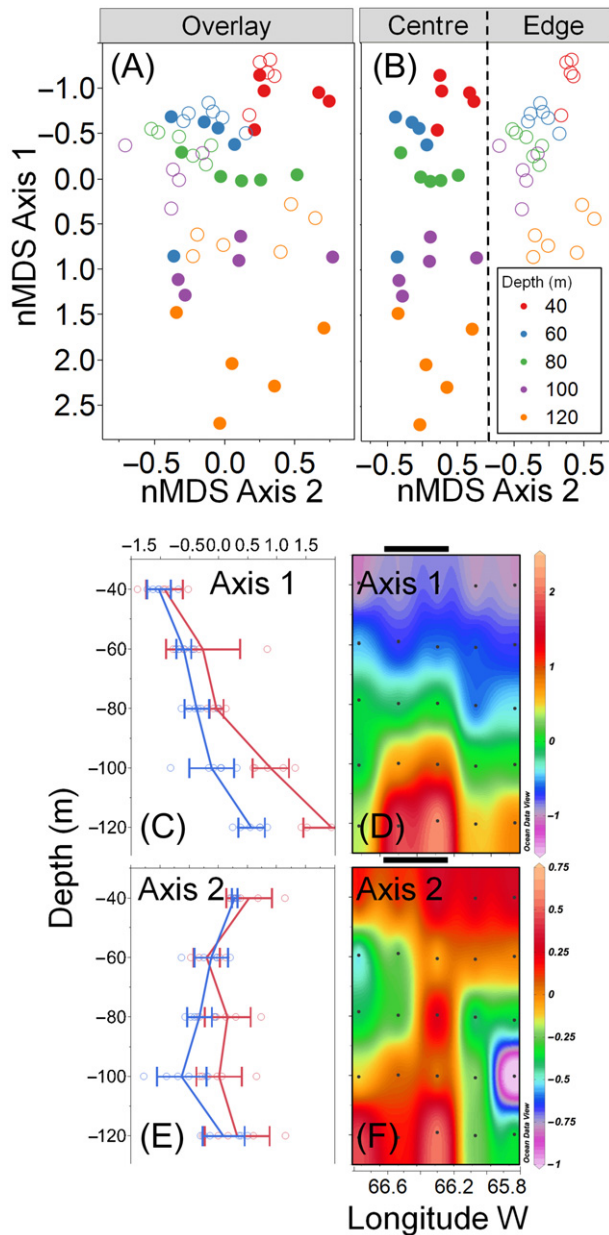 Overlay
Centre
Edge
(A)
(B)
nMDS Axis 1
−1.0
−0.5
0.0
0.5
1.0
1.5
2.0
2.5
−0.5
0.0
0.5
nMDS Axis 2
−0.5
0.5
−0.5
0.5
nMDS Axis 2
Depth (m)
40
60
80
100
120
-1.5
-0.5
0.5
1.5
Axis 1
(C)
−40
−60
−80
−100
−120
Axis 1
(D)
2
1
0
−1
Ocean Data View
Depth (m)
Axis 2
(E)
−40
−60
−80
−100
−120
Axis 2
(F)
0.75
0.5
0.25
0
−0.25
−0.5
−0.75
−1
Ocean Data View
66.6
66.2
65.8
Longitude W